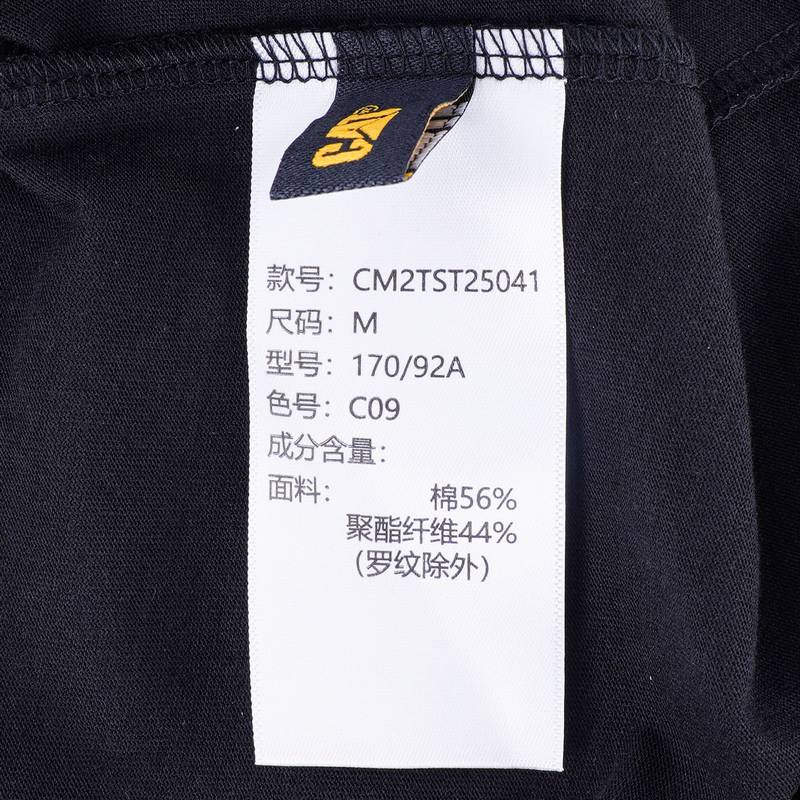 CAT
款号：CM2TST25041
尺码：M
型号：170/92A
色号：C09
成分含量：
面料： 棉56%
聚酯纤维44%
（罗纹除外）